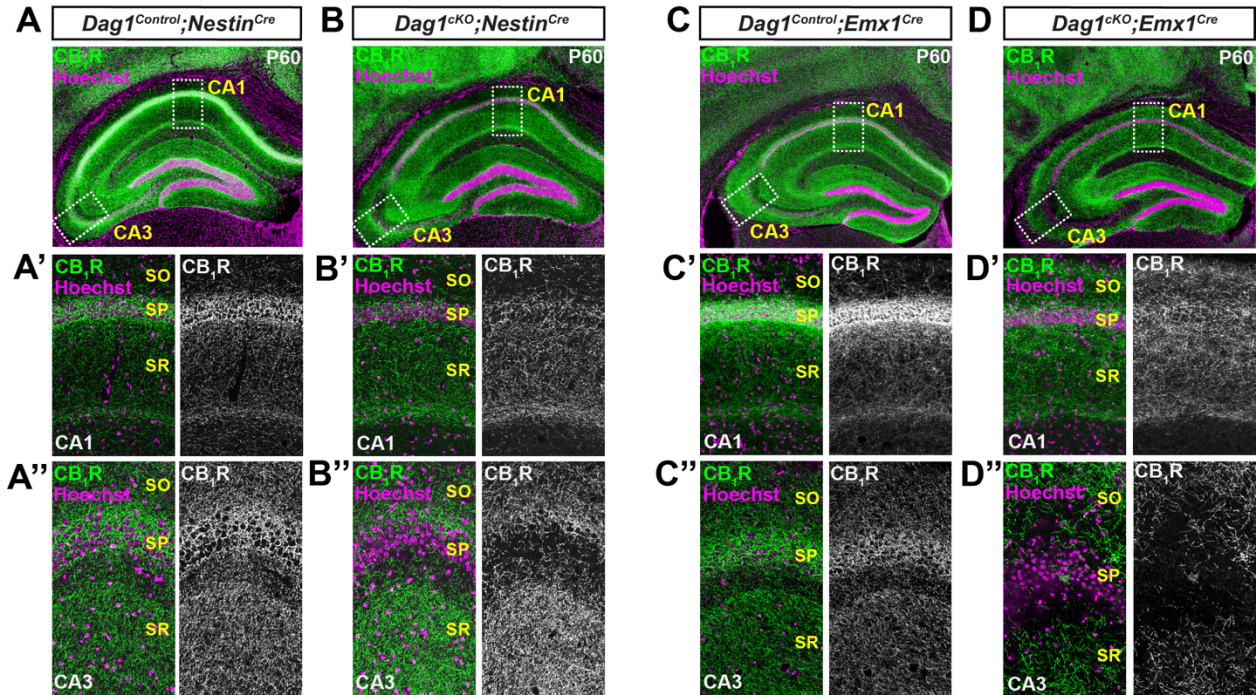 A
Dag1Control;NestinCre
CB1R
Hoechst
P60
CA1
CA3
B
Dag1cKO;NestinCre
CB1R
Hoechst
P60
CA1
CA3
C
Dag1Control;Emx1Cre
CB1R
Hoechst
P60
CA1
CA3
D
Dag1cKO;Emx1Cre
CB1R
Hoechst
P60
CA1
CA3
A'
CB1R
Hoechst
SO
SP
SR
CA1
CB1R
B'
CB1R
Hoechst
SO
SP
SR
CA1
CB1R
C'
CB1R
Hoechst
SO
SP
SR
CA1
CB1R
D'
CB1R
Hoechst
SO
SP
SR
CA1
CB1R
A''
CB1R
Hoechst
SO
SP
SR
CA3
CB1R
B''
CB1R
Hoechst
SO
SP
SR
CA3
CB1R
C''
CB1R
Hoechst
SO
SP
SR
CA3
CB1R
D''
CB1R
Hoechst
SO
SP
SR
CA3
CB1R